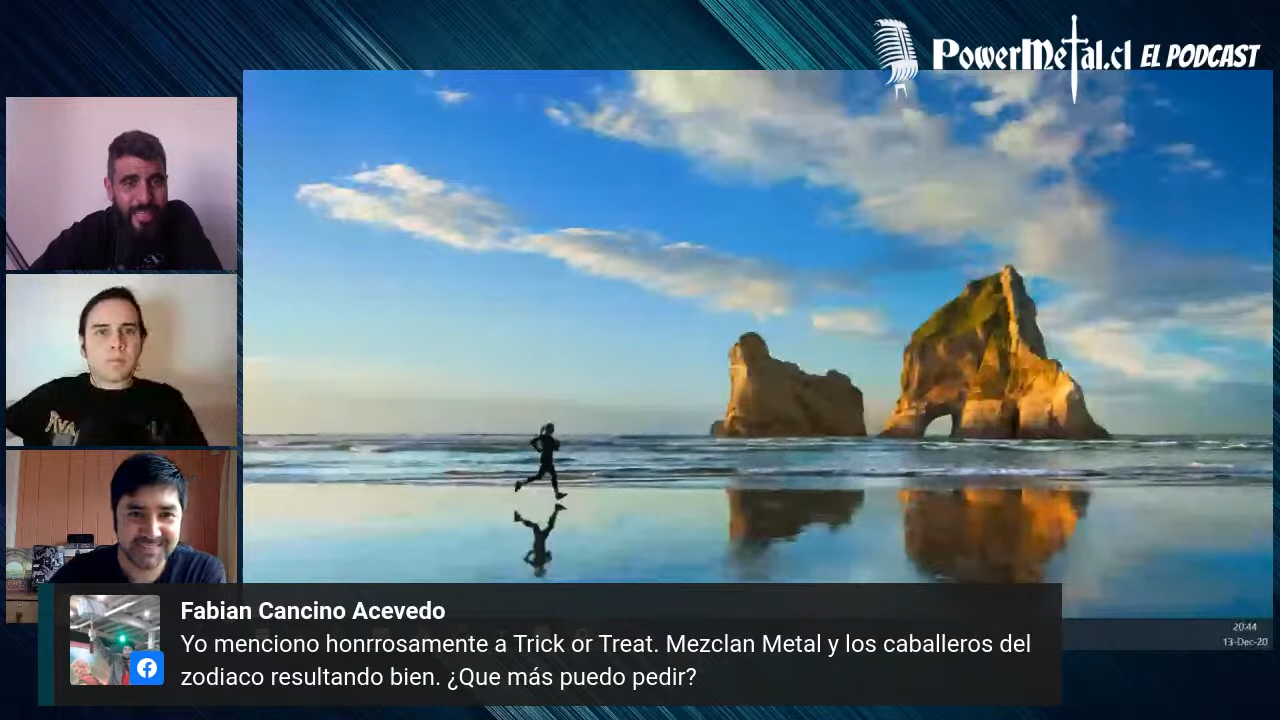 PowerMetal.cl EL PODCAST
20:44
13-Dec-20
Fabian Cancino Acevedo
Yo menciono honrrosamente a Trick or Treat. Mezclan Metal y los caballeros del
zodiaco resultando bien. ¿Que más puedo pedir?